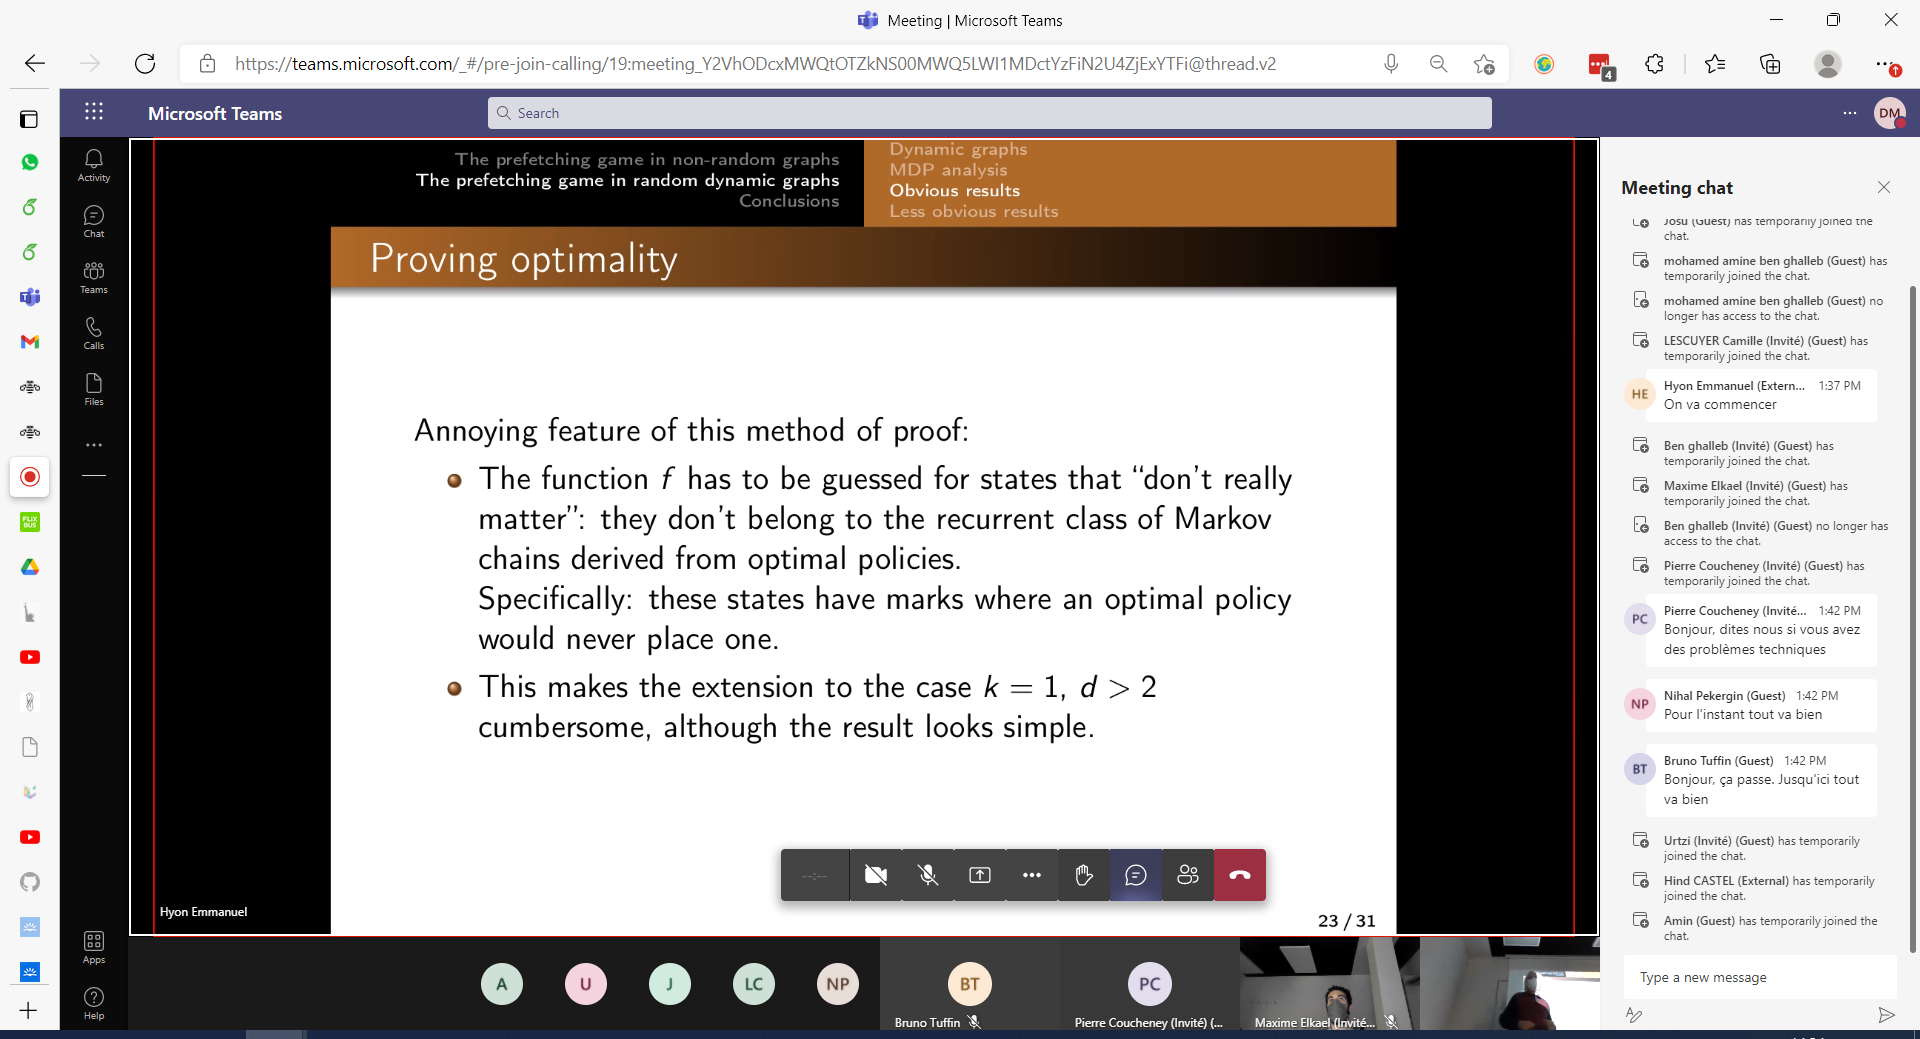 Meeting | Microsoft Teams
https://teams.microsoft.com/_#/pre-join-calling/19:meeting_Y2VhODcxMWQtOTZkNS00MWQ5LWI1MDctYzFiN2U4ZjExYTFi@thread.v2
4
Microsoft Teams
Search
DM
Activity
Chat
Teams
Calls
Files
Apps
Help
FLiX
BUS
The prefetching game in non-random graphs
The prefetching game in random dynamic graphs
Conclusions
Dynamic graphs
MDP analysis
Obvious results
Less obvious results
Proving optimality
Annoying feature of this method of proof:
The function f has to be guessed for states that “don’t really
matter”: they don’t belong to the recurrent class of Markov
chains derived from optimal policies.
Specifically: these states have marks where an optimal policy
would never place one.
This makes the extension to the case k = 1, d > 2
cumbersome, although the result looks simple.
--:--
Hyon Emmanuel
23 / 31
A
U
J
LC
NP
BT
Bruno Tuffin
PC
Pierre Coucheney (Invité) (...
Maxime Elkael (Invité...
Meeting chat
Josu (Guest) has temporarily joined the
chat.
mohamed amine ben ghalleb (Guest) has
temporarily joined the chat.
mohamed amine ben ghalleb (Guest) no
longer has access to the chat.
LESCUYER Camille (Invité) (Guest) has
temporarily joined the chat.
HE
Hyon Emmanuel (Extern... 1:37 PM
On va commencer
Ben ghalleb (Invité) (Guest) has
temporarily joined the chat.
Maxime Elkael (Invité) (Guest) has
temporarily joined the chat.
Ben ghalleb (Invité) (Guest) no longer has
access to the chat.
Pierre Coucheney (Invité) (Guest) has
temporarily joined the chat.
PC
Pierre Coucheney (Invité... 1:42 PM
Bonjour, dites nous si vous avez
des problèmes techniques
NP
Nihal Pekergin (Guest) 1:42 PM
Pour l'instant tout va bien
BT
Bruno Tuffin (Guest) 1:42 PM
Bonjour, ça passe. Jusqu'ici tout
va bien
Urtzi (Invité) (Guest) has temporarily
joined the chat.
Hind CASTEL (External) has temporarily
joined the chat.
Amin (Guest) has temporarily joined the
chat.
Type a new message